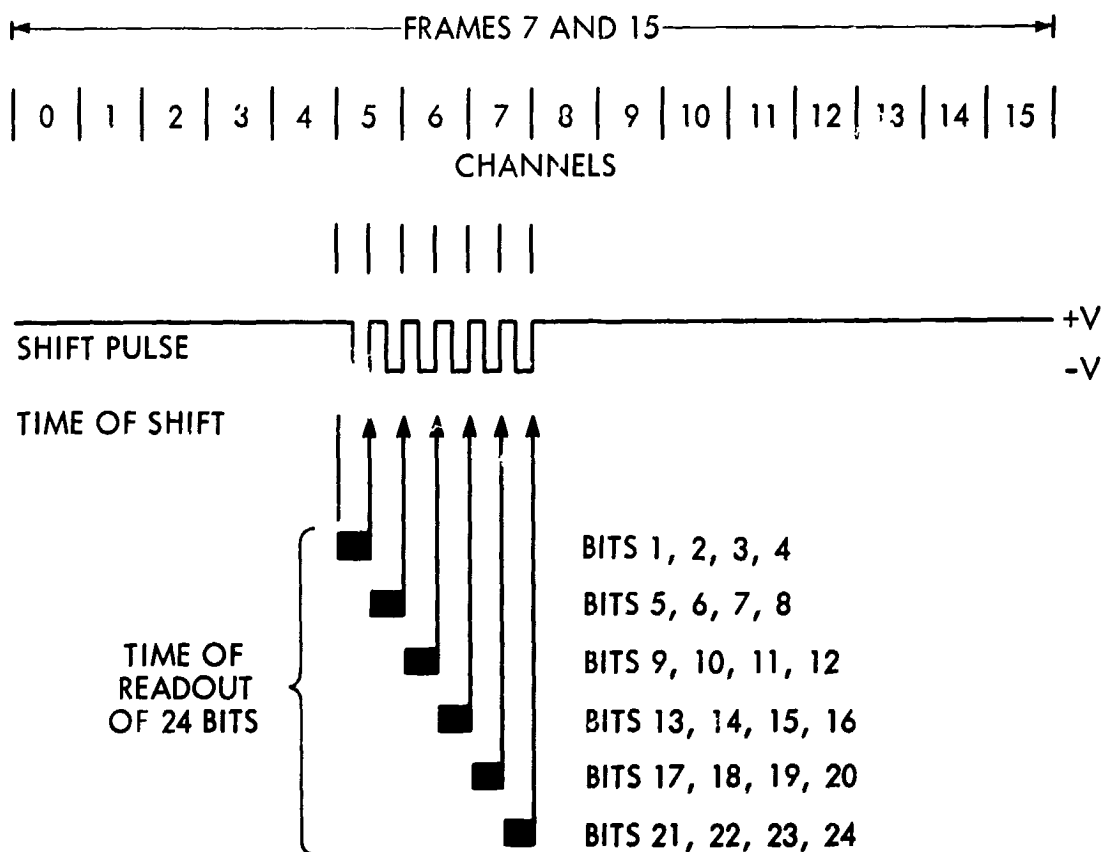 FRAMES 7 AND 15
0 1 2 3 4 5 6 7 8 9 10 11 12 13 14 15
CHANNELS
+V
SHIFT PULSE
-V
TIME OF SHIFT
BITS 1, 2, 3, 4
BITS 5, 6, 7, 8
TIME OF
READOUT
OF 24 BITS
BITS 9, 10, 11, 12
BITS 13, 14, 15, 16
BITS 17, 18, 19, 20
BITS 21, 22, 23, 24